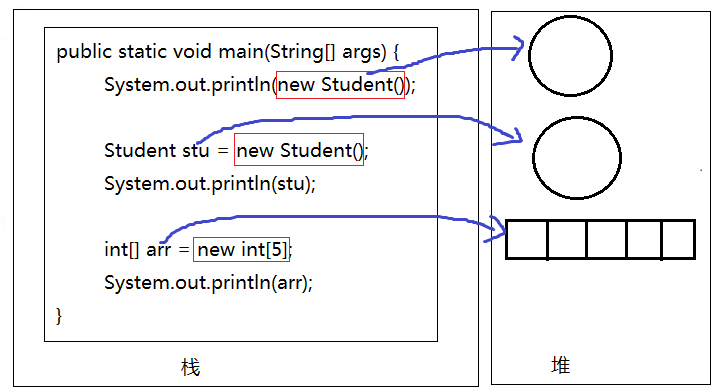 public static void main(String[] args) {
System.out.println(new Student());
Student stu = new Student();
System.out.println(stu);
int[] arr = new int[5];
System.out.println(arr);
}
栈
堆